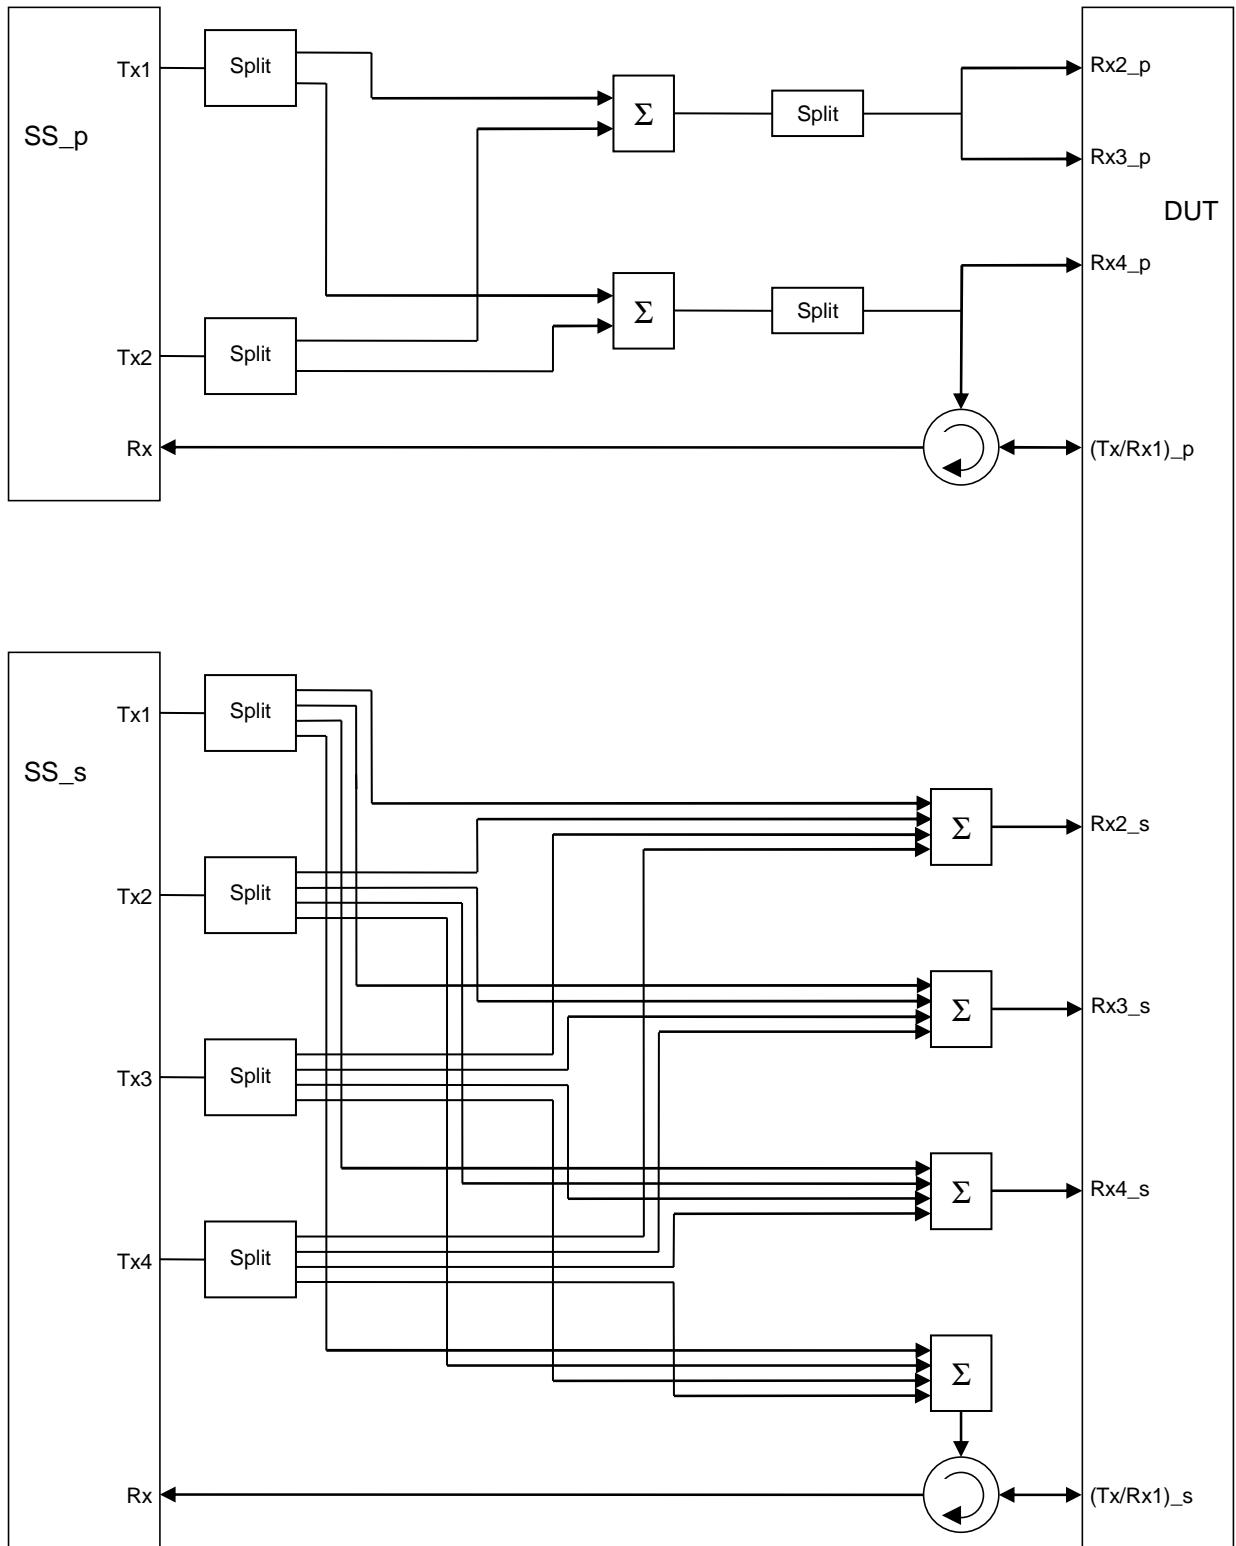 Tx1
Split
SS_p
Σ
Split
Rx2_p
Rx3_p
DUT
Rx4_p
Σ
Split
Tx2
Split
Rx
(Tx/Rx1)_p
Tx1
Split
SS_s
Σ
Rx2_s
Tx2
Split
Σ
Rx3_s
Tx3
Split
Σ
Rx4_s
Tx4
Split
Σ
Rx
(Tx/Rx1)_s